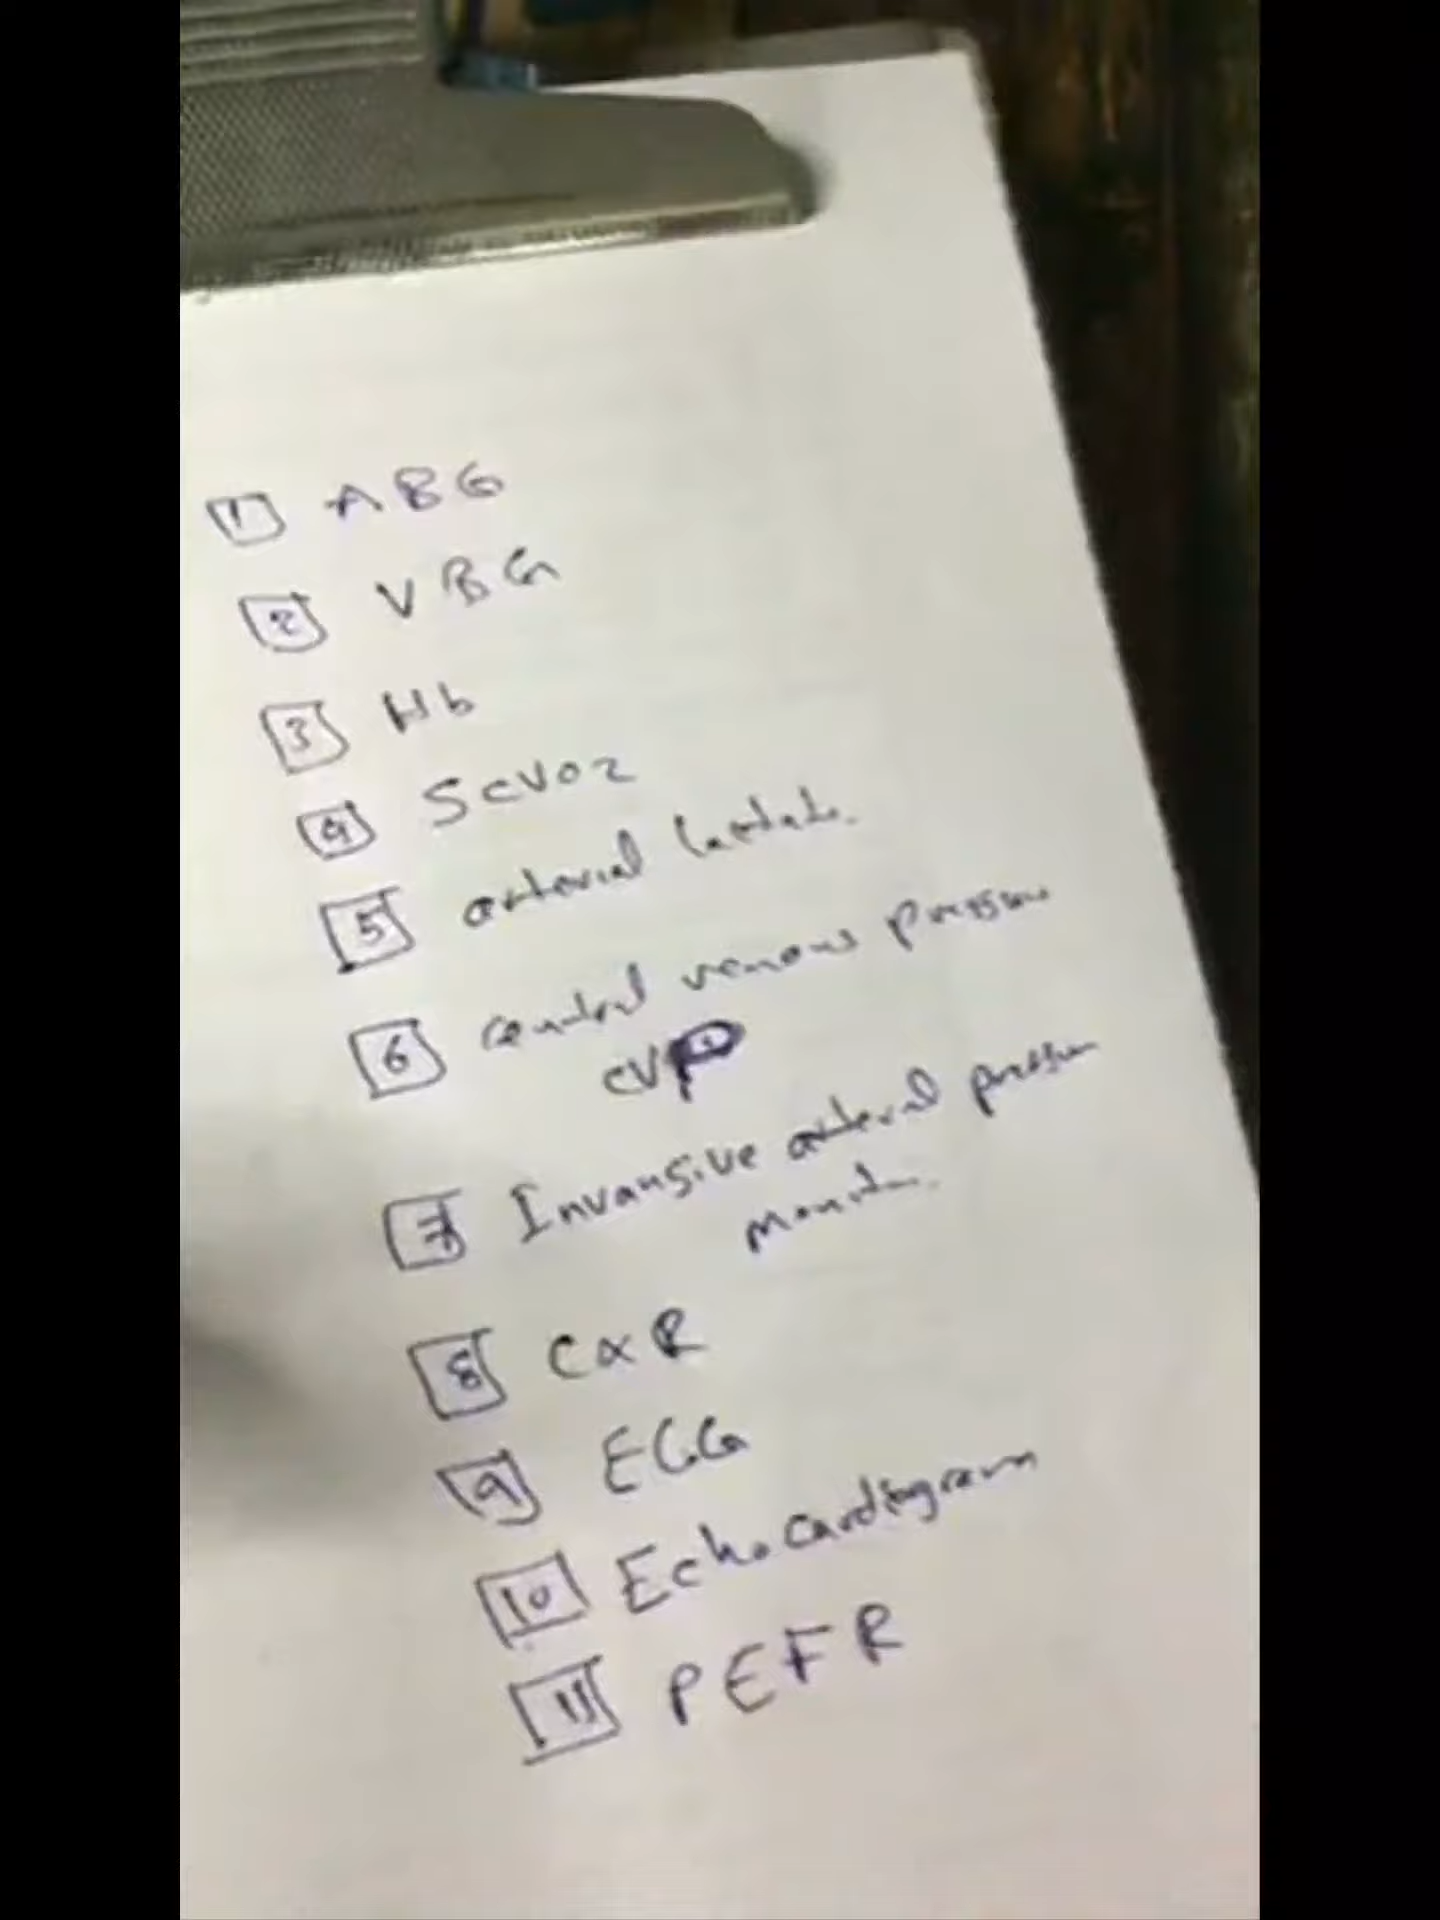 1 ABG
2 VBG
3 Hb
4 ScvO2
5 arterial lactate.
6 central venous pressure
CVP
7 Invansive arterial pressure
monitor.
8 CXR
9 ECG
10 Echocardiogram
11 PEFR